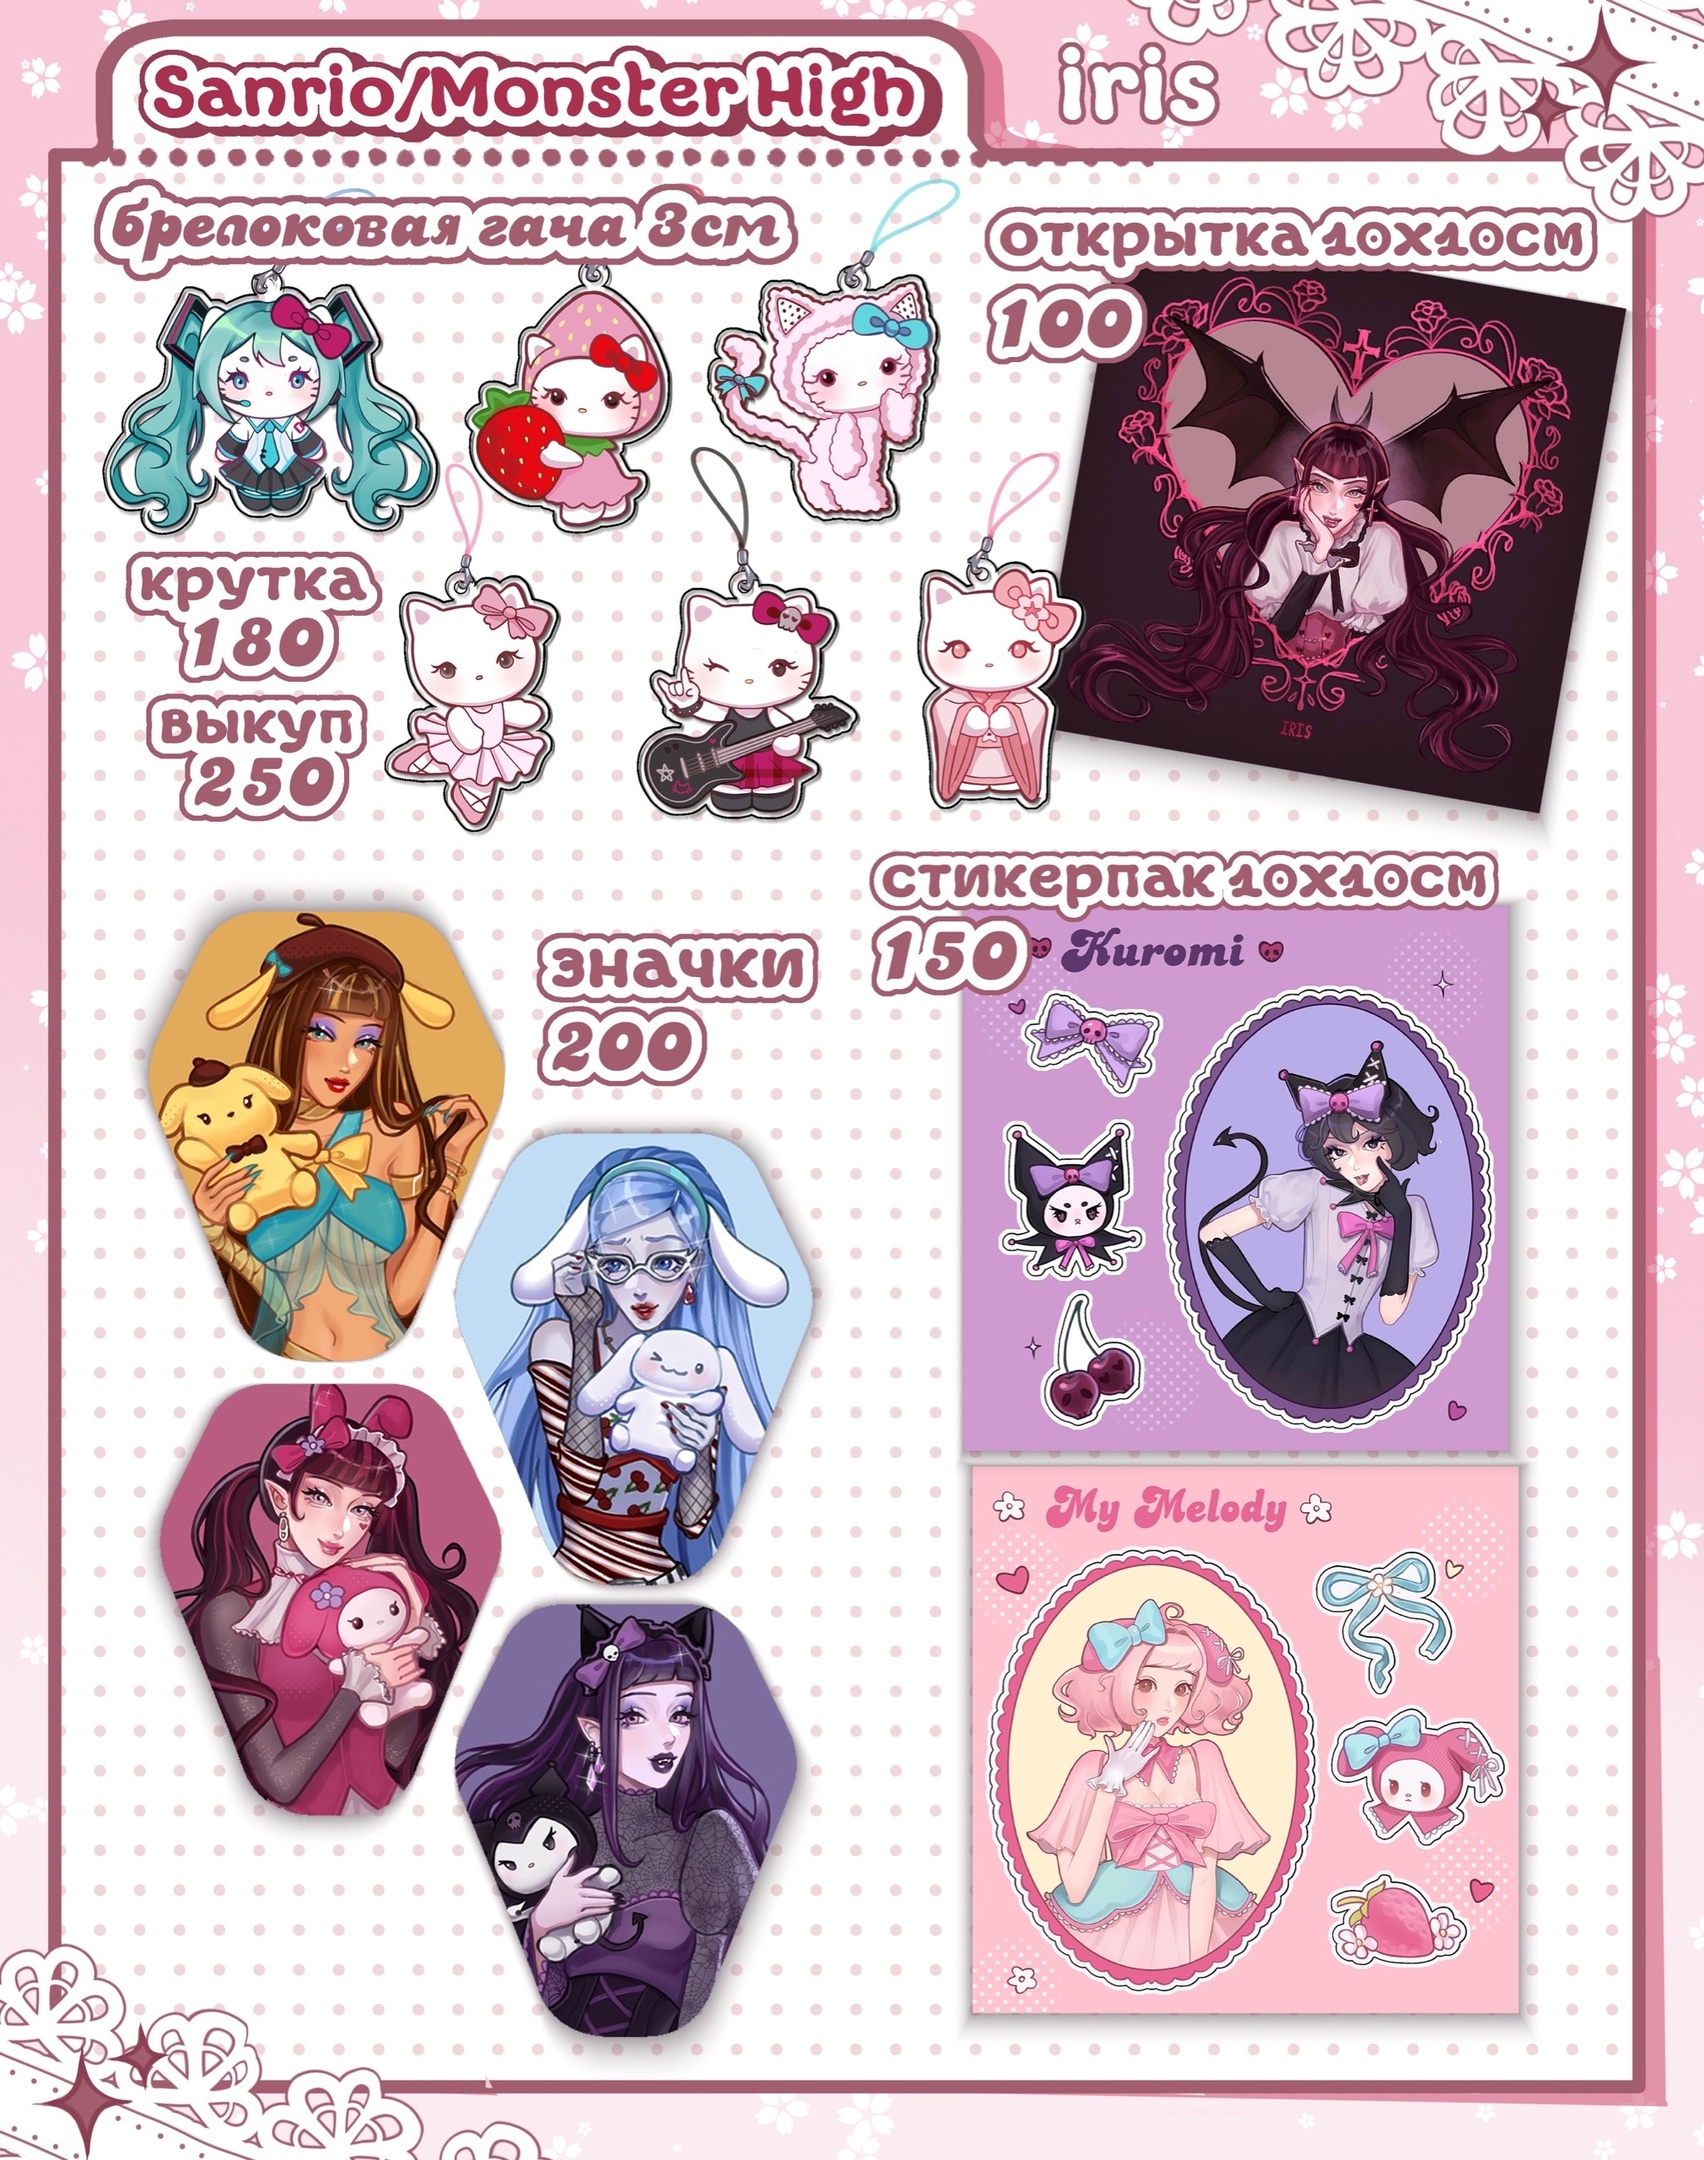 Sanrio/Monster High
iris
брелоковая гача 3см
крутка
180
выкуп
250
открытка 10х10см
100
IRIS
значки
200
стикерпак 10х10см
150
Kuromi
My Melody